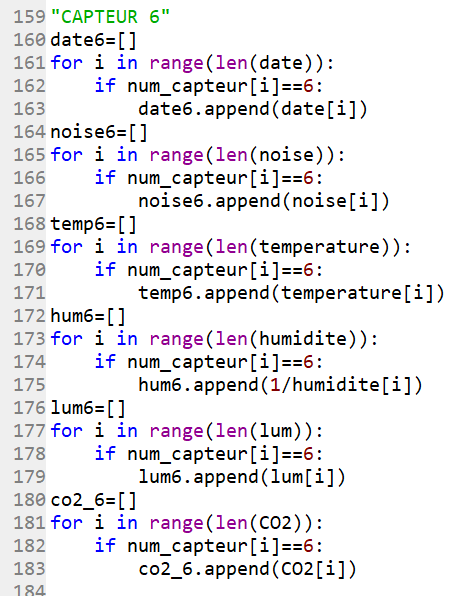 159 "CAPTEUR 6"
160 date6=[]
161 for i in range(len(date)):
162     if num_capteur[i]==6:
163         date6.append(date[i])
164 noise6=[]
165 for i in range(len(noise)):
166     if num_capteur[i]==6:
167         noise6.append(noise[i])
168 temp6=[]
169 for i in range(len(temperature)):
170     if num_capteur[i]==6:
171         temp6.append(temperature[i])
172 hum6=[]
173 for i in range(len(humidite)):
174     if num_capteur[i]==6:
175         hum6.append(1/humidite[i])
176 lum6=[]
177 for i in range(len(lum)):
178     if num_capteur[i]==6:
179         lum6.append(lum[i])
180 co2_6=[]
181 for i in range(len(CO2)):
182     if num_capteur[i]==6:
183         co2_6.append(CO2[i])
184